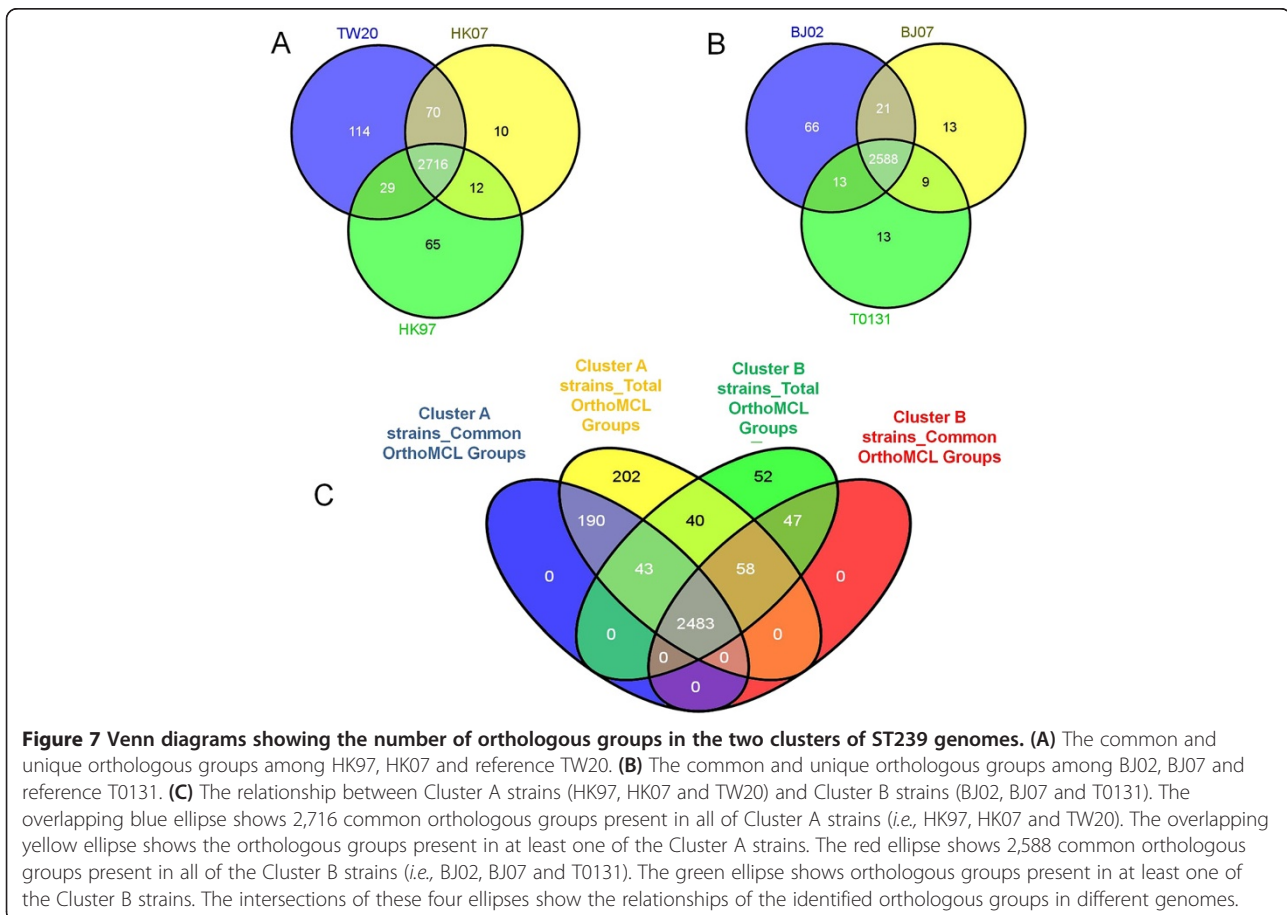 A
TW20
HK07
70
114
10
2716
29
12
65
HK97
B
BJ02
BJ07
21
66
13
2588
13
9
13
T0131
Cluster A
strains_Common
OrthoMCL Groups
Cluster A
strains_Total
OrthoMCL
Groups
Cluster B
strains_Total
OrthoMCL
Groups
_
Cluster B
strains_Common
OrthoMCL Groups
C
202
52
190
40
47
0
43
58
0
2483
0
0
0
0
0
Figure 7 Venn diagrams showing the number of orthologous groups in the two clusters of ST239 genomes. (A) The common and
unique orthologous groups among HK97, HK07 and reference TW20. (B) The common and unique orthologous groups among BJ02, BJ07 and
reference T0131. (C) The relationship between Cluster A strains (HK97, HK07 and TW20) and Cluster B strains (BJ02, BJ07 and T0131). The
overlapping blue ellipse shows 2,716 common orthologous groups present in all of Cluster A strains (i.e., HK97, HK07 and TW20). The overlapping
yellow ellipse shows the orthologous groups present in at least one of the Cluster A strains. The red ellipse shows 2,588 common orthologous
groups present in all of the Cluster B strains (i.e., BJ02, BJ07 and T0131). The green ellipse shows orthologous groups present in at least one of
the Cluster B strains. The intersections of these four ellipses show the relationships of the identified orthologous groups in different genomes.